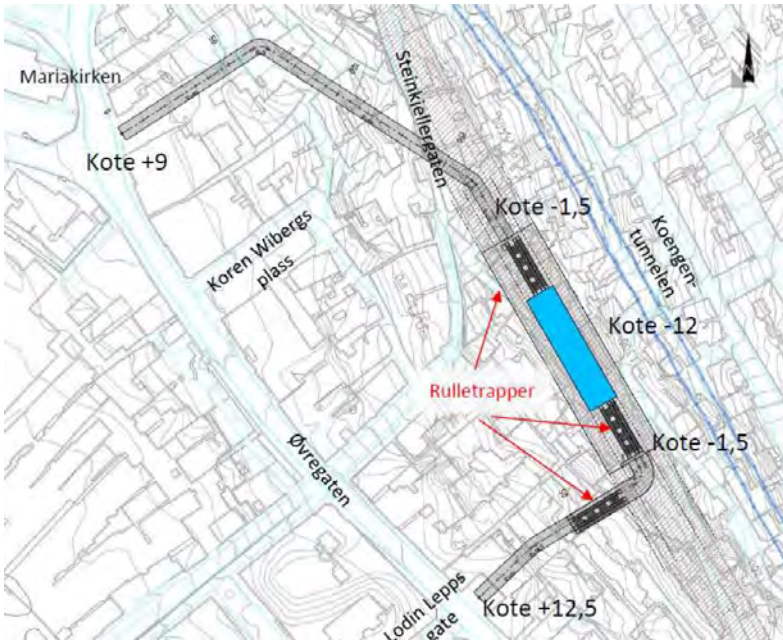 Mariakirken
Steinkjellergaten
Kote +9
Kote -1,5
Koren Wibergs
plass
Koengen-
tunnelen
Kote -12
Rulletrapper
Kote -1,5
Øvregaten
Lodin Lepps
gate
Kote +12,5